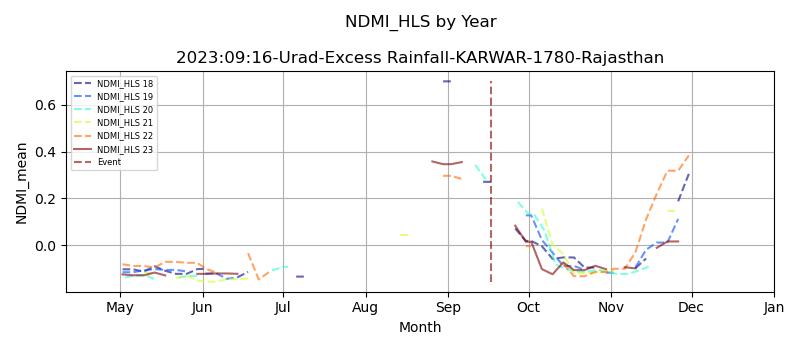 NDMI_HLS by Year
2023:09:16-Urad-Excess Rainfall-KARWAR-1780-Rajasthan
NDMI_HLS 18
NDMI_HLS 19
NDMI_HLS 20
NDMI_HLS 21
NDMI_HLS 22
NDMI_HLS 23
Event
NDMI_mean
0.6
0.4
0.2
0.0
May Jun Jul Aug Sep Oct Nov Dec Jan
Month